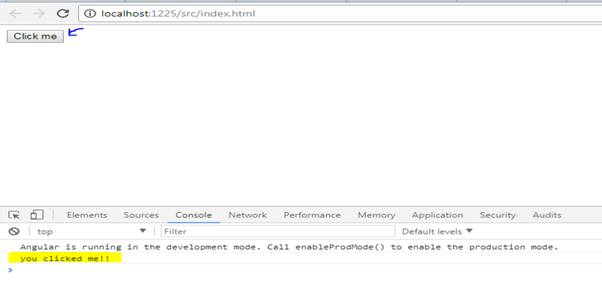 localhost:1225/src/index.html
Click me
Elements Sources Console Network Performance Memory Application Security Audits
top Filter Default levels
Angular is running in the development mode. Call enableProdMode() to enable the production mode.
you clicked me!!
>